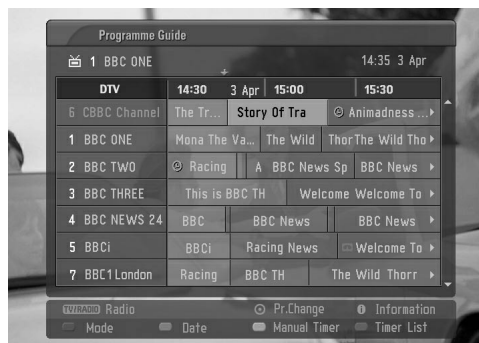 Programme Guide
1 BBC ONE 14:35 3 Apr
DTV 14:30 3 Apr 15:00 15:30
6 CBBC Channel The Tr... Story Of Tra Animadness ...
1 BBC ONE Mona The Va... The Wild ThorThe Wild Tho
2 BBC TWO Racing A BBC News Sp BBC News
3 BBC THREE This is BBC TH Welcome Welcome To
4 BBC NEWS 24 BBC BBC News BBC News
5 BBCi BBCi Racing News Welcome To
7 BBC1 London Racing BBC TH The Wild Thorr
TV/RADIO Radio Pr.Change i Information
Mode Date Manual Timer Timer List